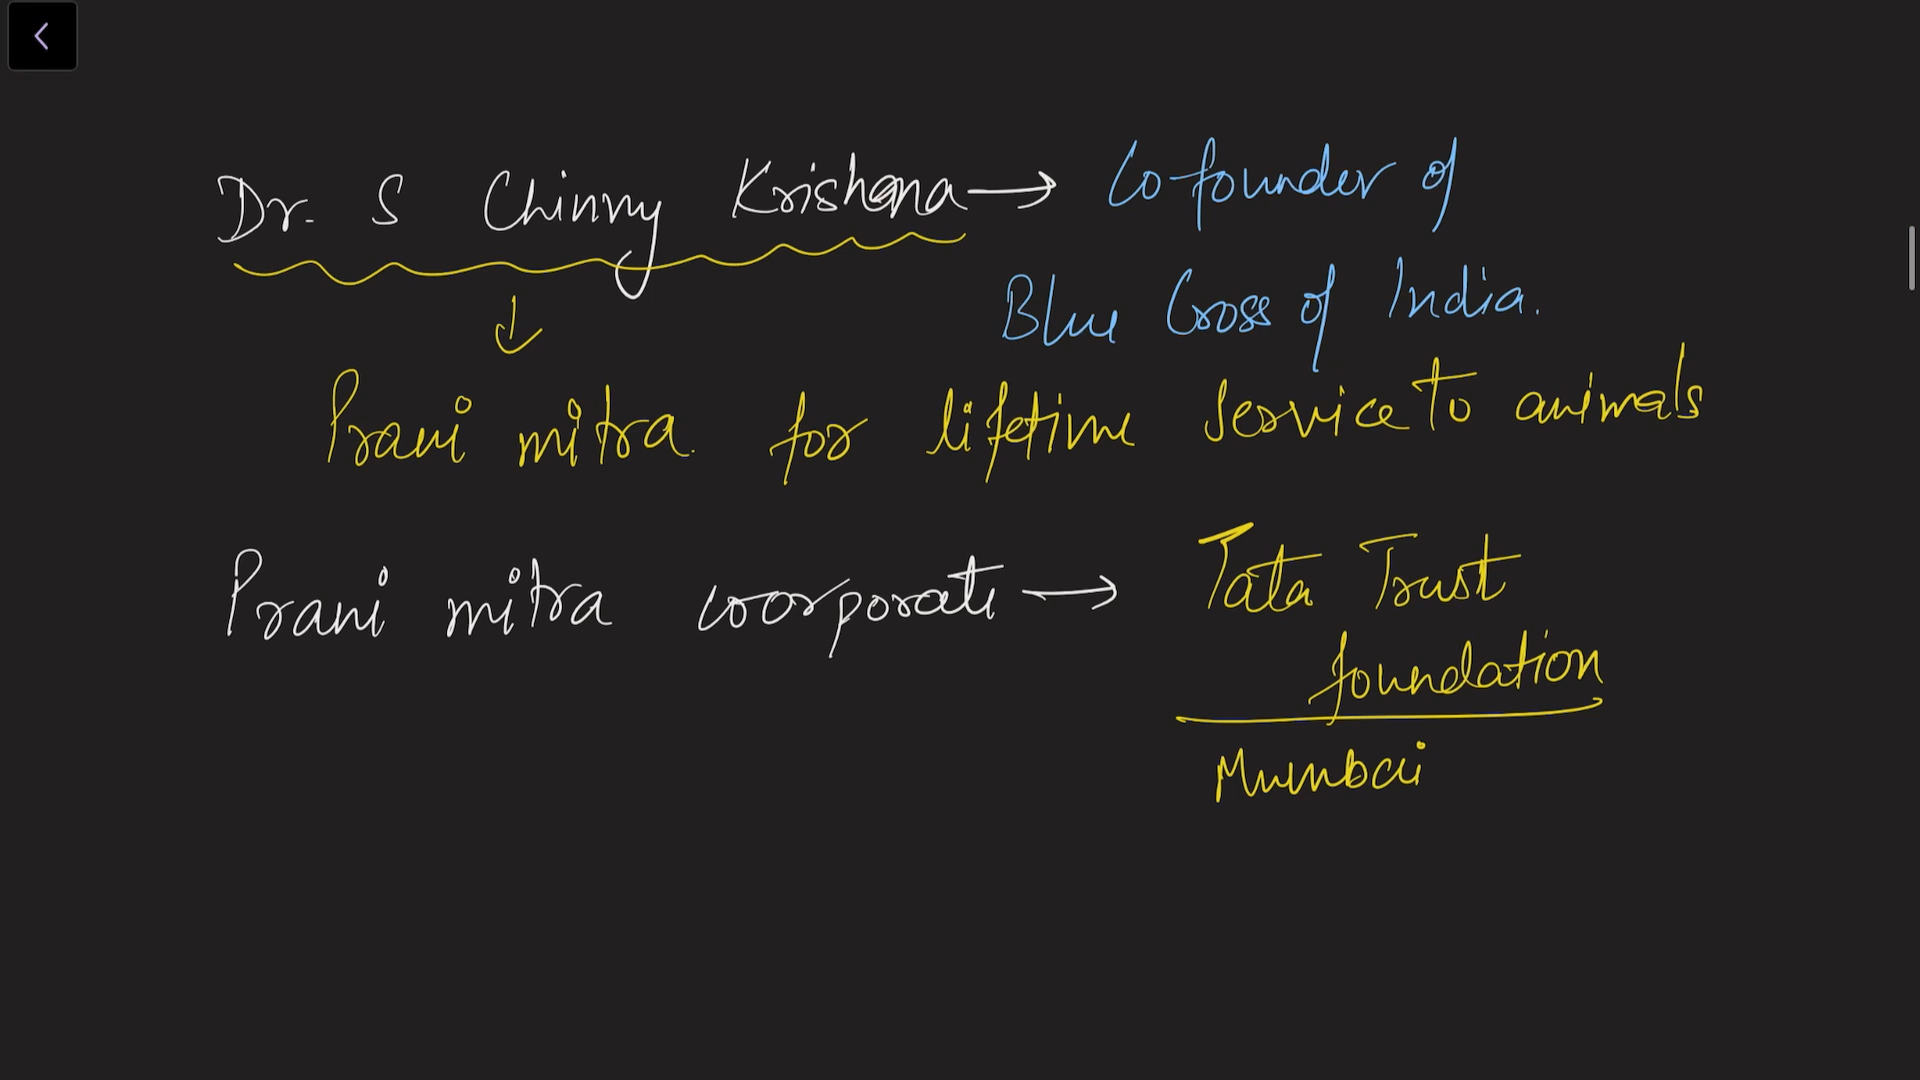 Dr. S Chinny Krishna → Co-founder of
Blue Cross of India.
↓
Prani mitra for lifetime service to animals
Prani mitra coorporate → Tata Trust
foundation
Mumbai